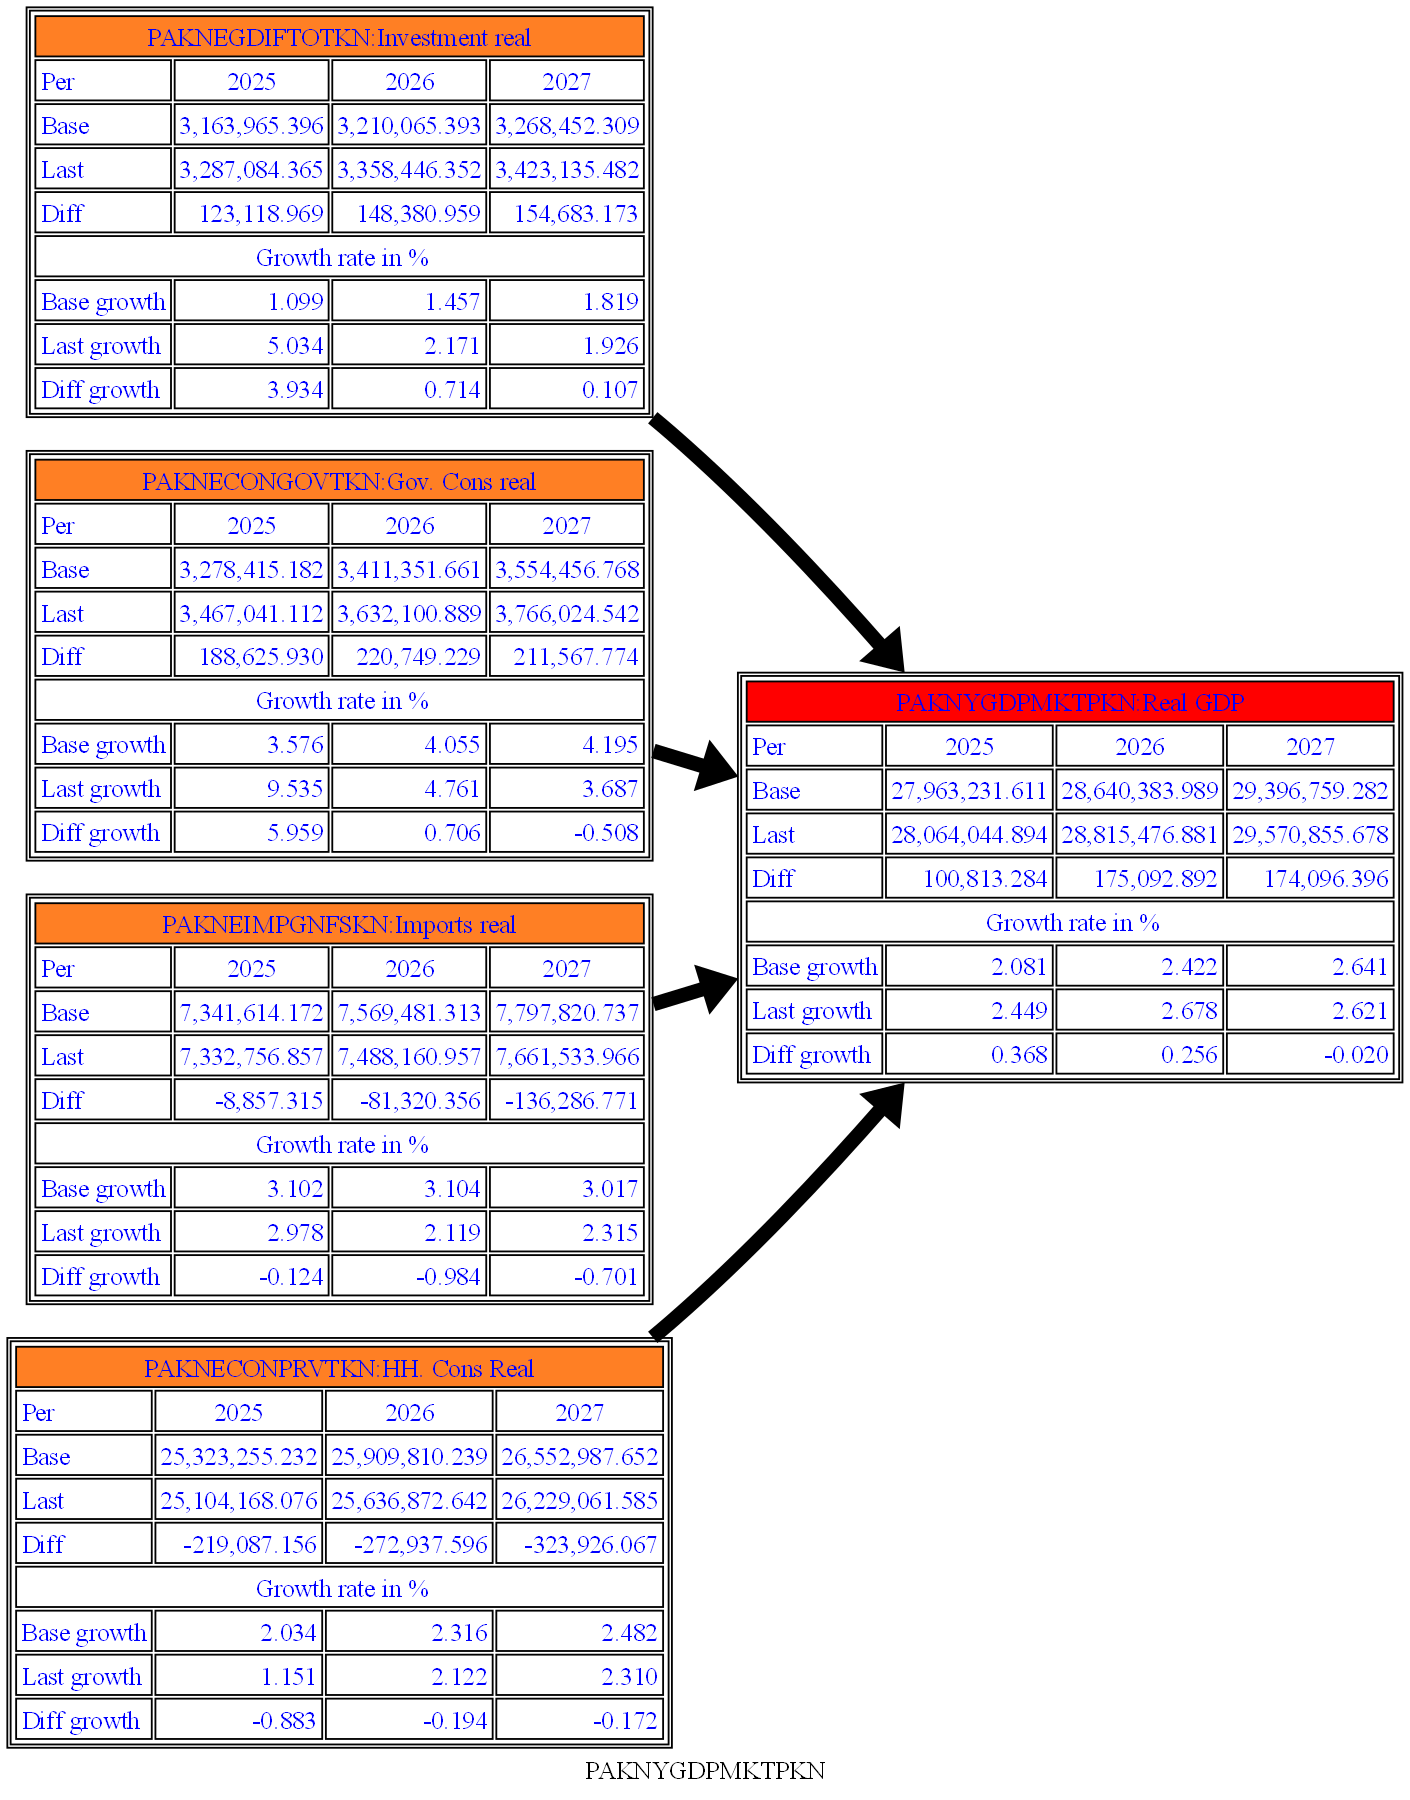 PAKNEGDIFTOTKN:Investment real
Per 2025 2026 2027
Base 3,163,965.396 3,210,065.393 3,268,452.309
Last 3,287,084.365 3,358,446.352 3,423,135.482
Diff 123,118.969 148,380.959 154,683.173
Growth rate in %
Base growth 1.099 1.457 1.819
Last growth 5.034 2.171 1.926
Diff growth 3.934 0.714 0.107
PAKNECONGOVTKN:Gov. Cons real
Per 2025 2026 2027
Base 3,278,415.182 3,411,351.661 3,554,456.768
Last 3,467,041.112 3,632,100.889 3,766,024.542
Diff 188,625.930 220,749.229 211,567.774
Growth rate in %
Base growth 3.576 4.055 4.195
Last growth 9.535 4.761 3.687
Diff growth 5.959 0.706 -0.508
PAKNEIMPGNFSKN:Imports real
Per 2025 2026 2027
Base 7,341,614.172 7,569,481.313 7,797,820.737
Last 7,332,756.857 7,488,160.957 7,661,533.966
Diff -8,857.315 -81,320.356 -136,286.771
Growth rate in %
Base growth 3.102 3.104 3.017
Last growth 2.978 2.119 2.315
Diff growth -0.124 -0.984 -0.701
PAKNECONPRVTKN:HH. Cons Real
Per 2025 2026 2027
Base 25,323,255.232 25,909,810.239 26,552,987.652
Last 25,104,168.076 25,636,872.642 26,229,061.585
Diff -219,087.156 -272,937.596 -323,926.067
Growth rate in %
Base growth 2.034 2.316 2.482
Last growth 1.151 2.122 2.310
Diff growth -0.883 -0.194 -0.172
PAKNYGDPMKTPKN:Real GDP
Per 2025 2026 2027
Base 27,963,231.611 28,640,383.989 29,396,759.282
Last 28,064,044.894 28,815,476.881 29,570,855.678
Diff 100,813.284 175,092.892 174,096.396
Growth rate in %
Base growth 2.081 2.422 2.641
Last growth 2.449 2.678 2.621
Diff growth 0.368 0.256 -0.020
PAKNYGDPMKTPKN